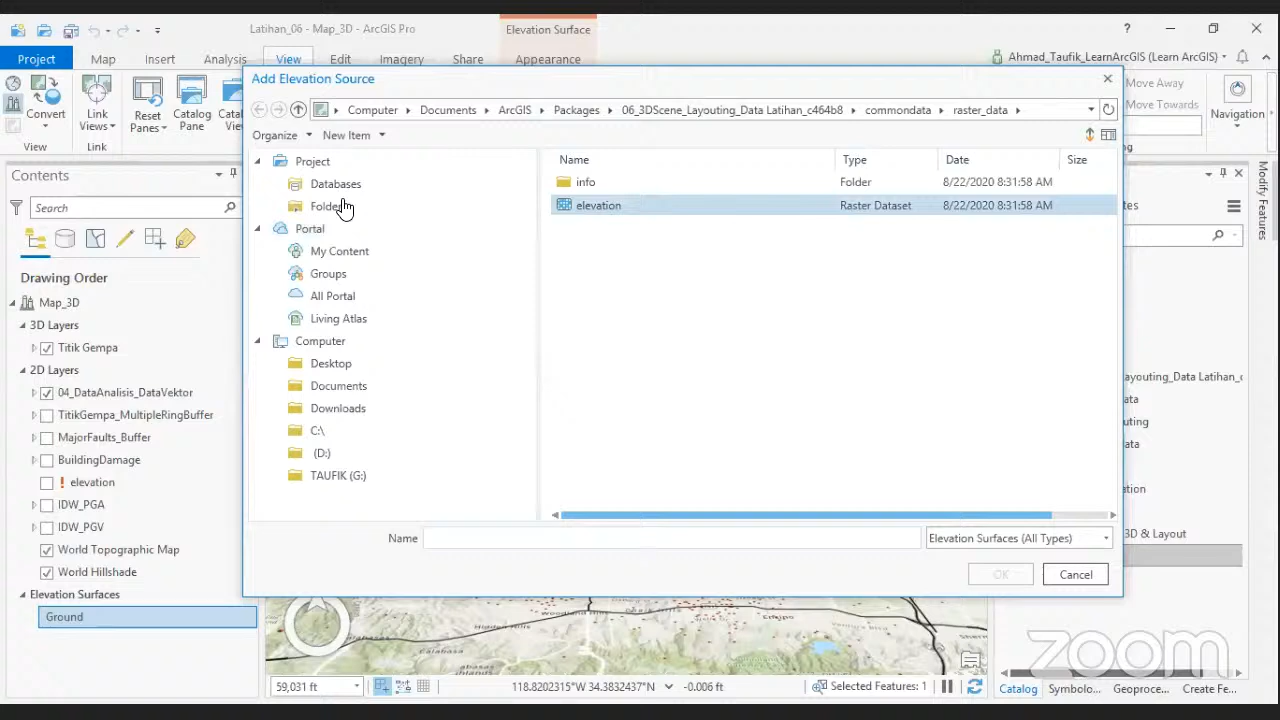 Latihan_06 - Map_3D - ArcGIS Pro
Elevation Surface
?
Project
Map
Insert
Analysis
View
Edit
Imagery
Share
Appearance
Ahmad_Taufik_LearnArcGIS (Learn ArcGIS)
Convert
Link
Views
Reset
Panes
Catalog
Pane
View
Link
Move Away
Move Towards
Navigation
Add Elevation Source
Computer
Documents
ArcGIS
Packages
06_3DScene_Layouting_Data Latihan_c464b8
commondata
raster_data
Organize
New Item
Project
Databases
Portal
My Content
Groups
All Portal
Living Atlas
Computer
Desktop
Documents
Downloads
C:\
(D:)
TAUFIK (G:)
Name Type Date Size
info Folder 8/22/2020 8:31:58 AM
elevation Raster Dataset 8/22/2020 8:31:58 AM
Name
Elevation Surfaces (All Types)
OK
Cancel
Contents
Search
Drawing Order
Map_3D
3D Layers
Titik Gempa
2D Layers
04_DataAnalisis_DataVektor
TitikGempa_MultipleRingBuffer
MajorFaults_Buffer
BuildingDamage
! elevation
IDW_PGA
IDW_PGV
World Topographic Map
World Hillshade
Elevation Surfaces
Ground
Modify Features
3D & Layout
59,031 ft
118.8202315°W 34.3832437°N
-0.006 ft
Selected Features: 1
Catalog
Symbolo...
Geoproce...
Create Fe...
zoom